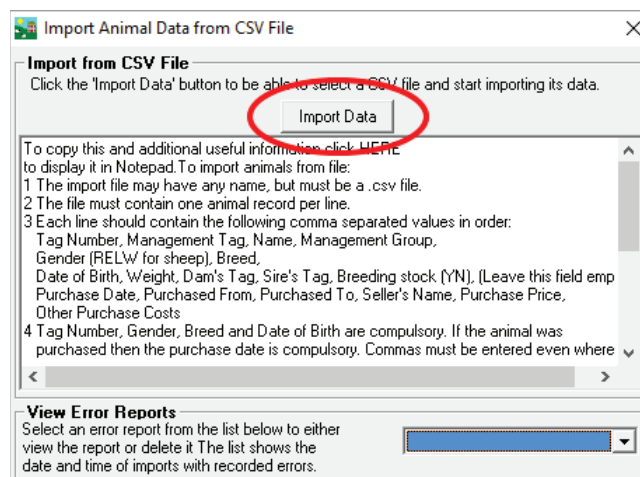 Import Animal Data from CSV File
Import from CSV File
Click the 'Import Data' button to be able to select a CSV file and start importing its data.
Import Data
To copy this and additional useful information click HERE
to display it in Notepad.To import animals from file:
1 The import file may have any name, but must be a .csv file.
2 The file must contain one animal record per line.
3 Each line should contain the following comma separated values in order:
Tag Number, Management Tag, Name, Management Group,
Gender (RELW for sheep), Breed,
Date of Birth, Weight, Dam's Tag, Sire's Tag, Breeding stock (YN), (Leave this field emp
Purchase Date, Purchased From, Purchased To, Seller's Name, Purchase Price,
Other Purchase Costs
4 Tag Number, Gender, Breed and Date of Birth are compulsory. If the animal was
purchased then the purchase date is compulsory. Commas must be entered even where
View Error Reports
Select an error report from the list below to either
view the report or delete it The list shows the
date and time of imports with recorded errors.